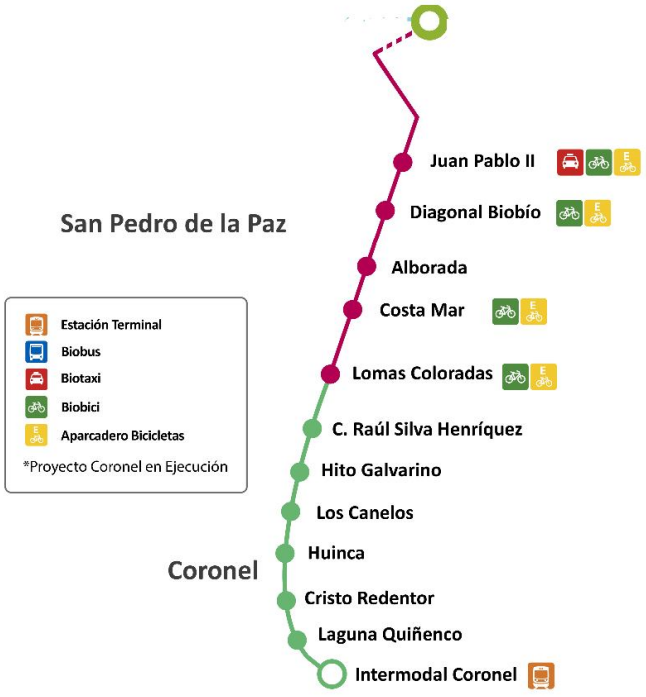 Juan Pablo II
E
Diagonal Biobío
E
San Pedro de la Paz
Alborada
Costa Mar
E
Estación Terminal
Biobus
Biotaxi
Biobici
E
Aparcadero Bicicletas
*Proyecto Coronel en Ejecución
Lomas Coloradas
E
C. Raúl Silva Henríquez
Hito Galvarino
Los Canelos
Huinca
Coronel
Cristo Redentor
Laguna Quiñenco
Intermodal Coronel